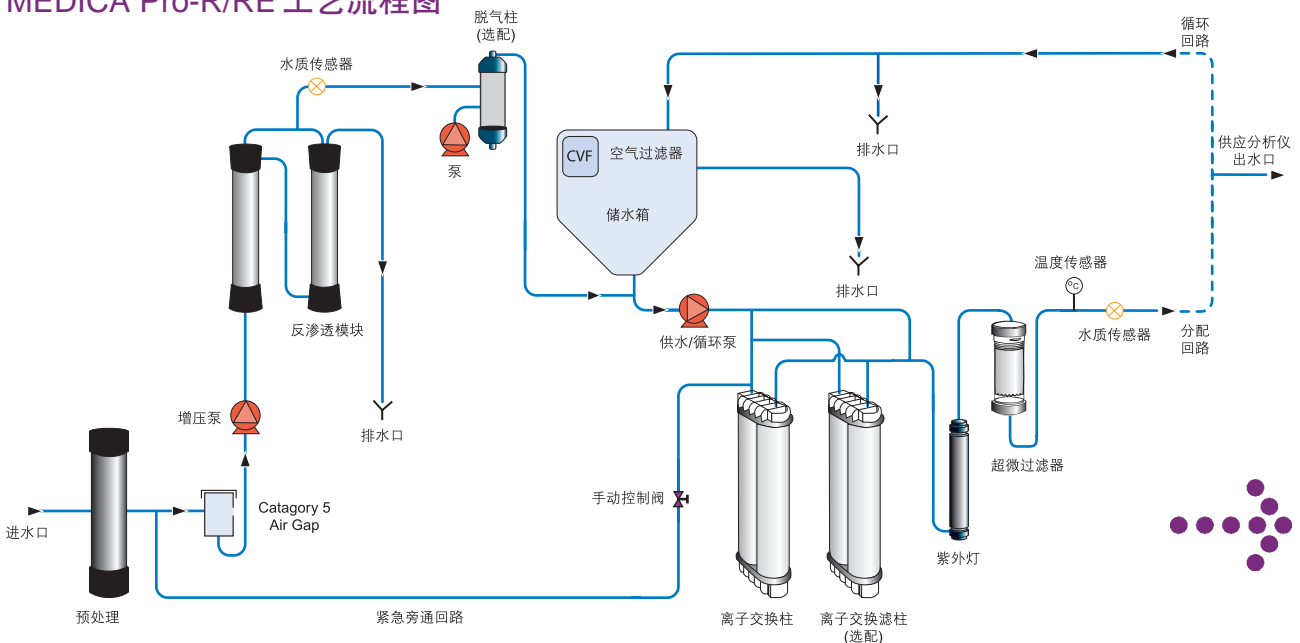 MEDICA Pro-R/RE 工艺流程图
脱气柱
(选配)
循环
回路
水质传感器
泵
CVF
空气过滤器
储水箱
排水口
供应分析仪
出水口
排水口
温度传感器
ºC
反渗透模块
供水/循环泵
水质传感器
分配
回路
增压泵
排水口
超微过滤器
手动控制阀
Catagory 5
Air Gap
进水口
紫外灯
预处理
紧急旁通回路
离子交换柱
离子交换滤柱
(选配)